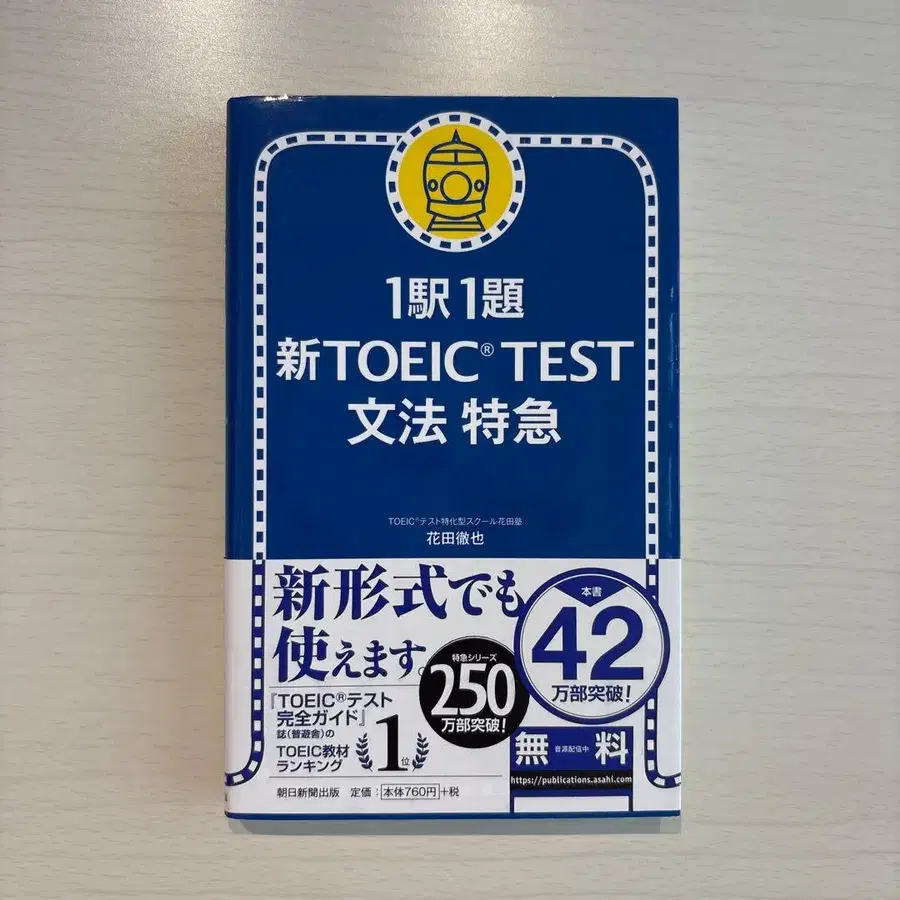 1駅1題
新TOEIC® TEST
文法 特急
TOEIC®テスト特化型スクール花田塾
花田徹也
新形式でも
使えます。
本書
42
万部突破!
特急シリーズ
250
万部突破!
『TOEIC®テスト
完全ガイド』
誌(普遊舎)の
TOEIC教材
ランキング
1位
無 音源配信中 料
https://publications.asahi.com
朝日新聞出版 定価:本体760円+税